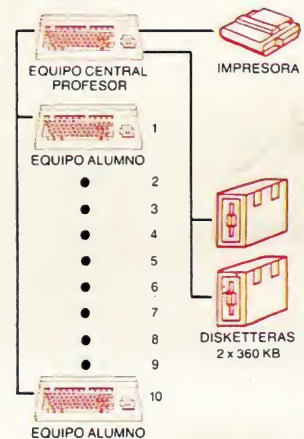 EQUIPO CENTRAL
PROFESOR
IMPRESORA
1
EQUIPO ALUMNO
2
3
4
5
6
7
8
9
DISKETTERAS
2 x 360 KB
10
EQUIPO ALUMNO